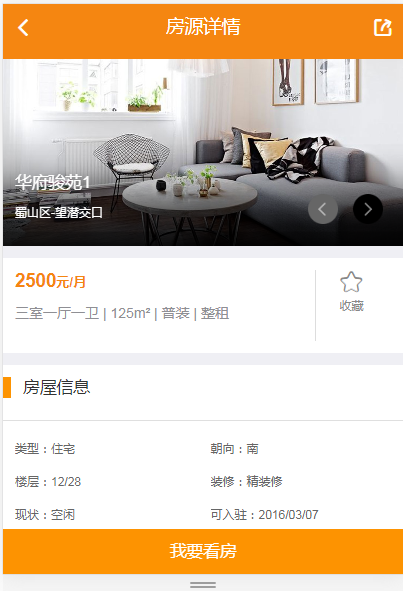 房源详情
华府骏苑1
蜀山区-望潜交口
2500元/月
三室一厅一卫 | 125m² | 普装 | 整租
收藏
房屋信息
类型：住宅 朝向：南
楼层：12/28 装修：精装修
现状：空闲 可入驻：2016/03/07
我要看房